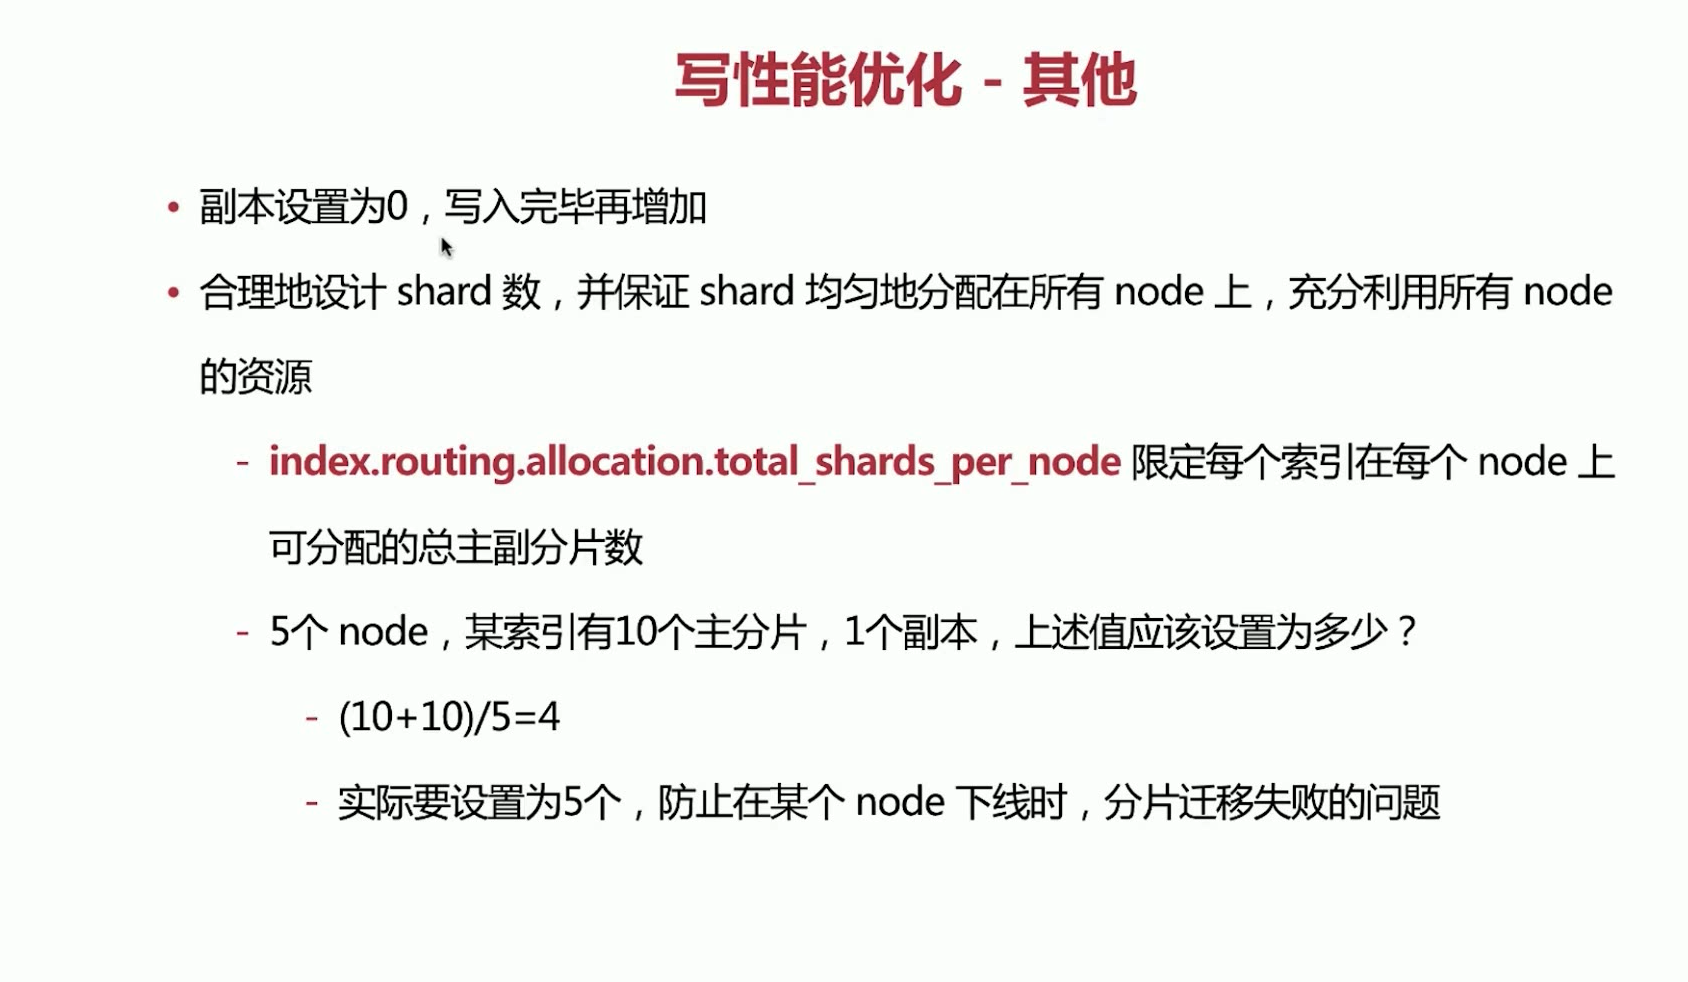 写性能优化 - 其他
• 副本设置为0，写入完毕再增加
• 合理地设计 shard 数，并保证 shard 均匀地分配在所有 node 上，充分利用所有 node
的资源
- index.routing.allocation.total_shards_per_node 限定每个索引在每个 node 上
可分配的总主副分片数
- 5个 node，某索引有10个主分片，1个副本，上述值应该设置为多少？
- (10+10)/5=4
- 实际要设置为5个，防止在某个 node 下线时，分片迁移失败的问题